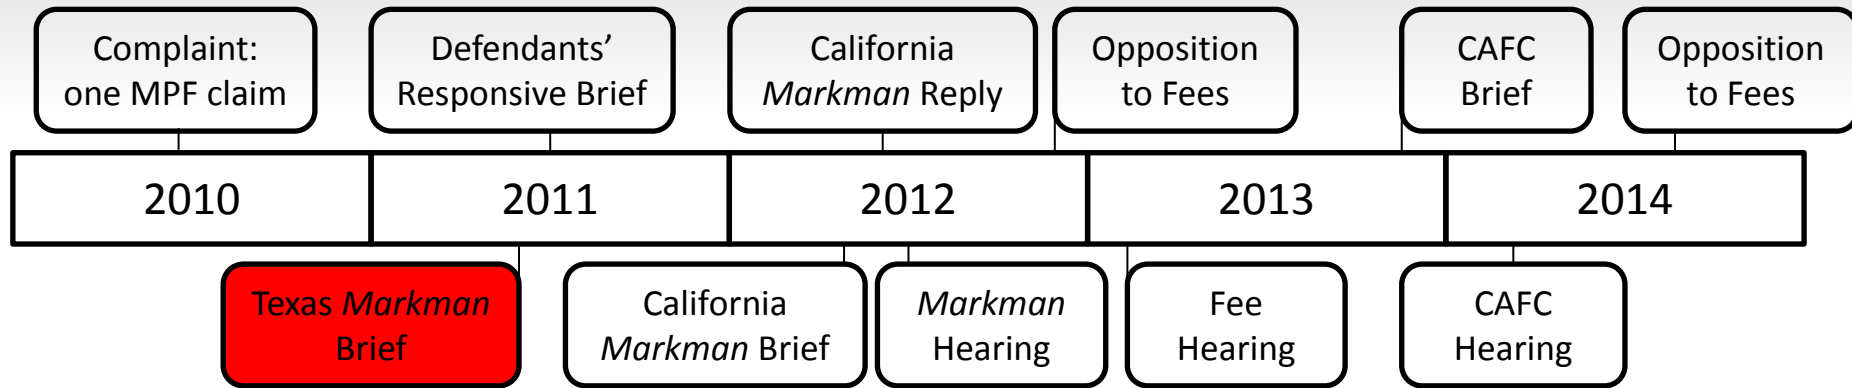 Complaint:
one MPF claim
Defendants’
Responsive Brief
California
Markman Reply
Opposition
to Fees
CAFC
Brief
Opposition
to Fees
2010
2011
2012
2013
2014
Texas Markman
Brief
California
Markman Brief
Markman
Hearing
Fee
Hearing
CAFC
Hearing